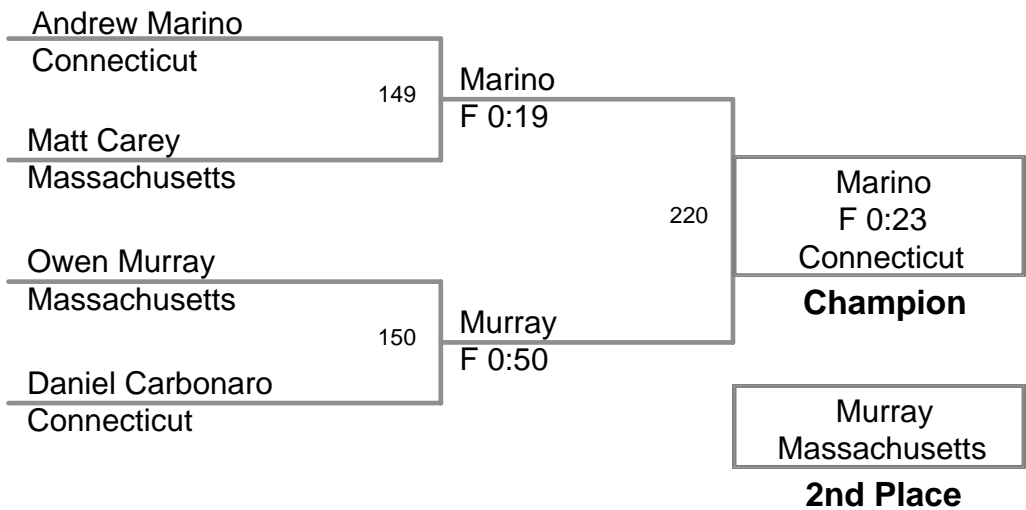 Andrew Marino
Connecticut
149
Marino
F 0:19
Matt Carey
Massachusetts
220
Marino
F 0:23
Connecticut
Champion
Owen Murray
Massachusetts
150
Murray
F 0:50
Daniel Carbonaro
Connecticut
Murray
Massachusetts
2nd Place